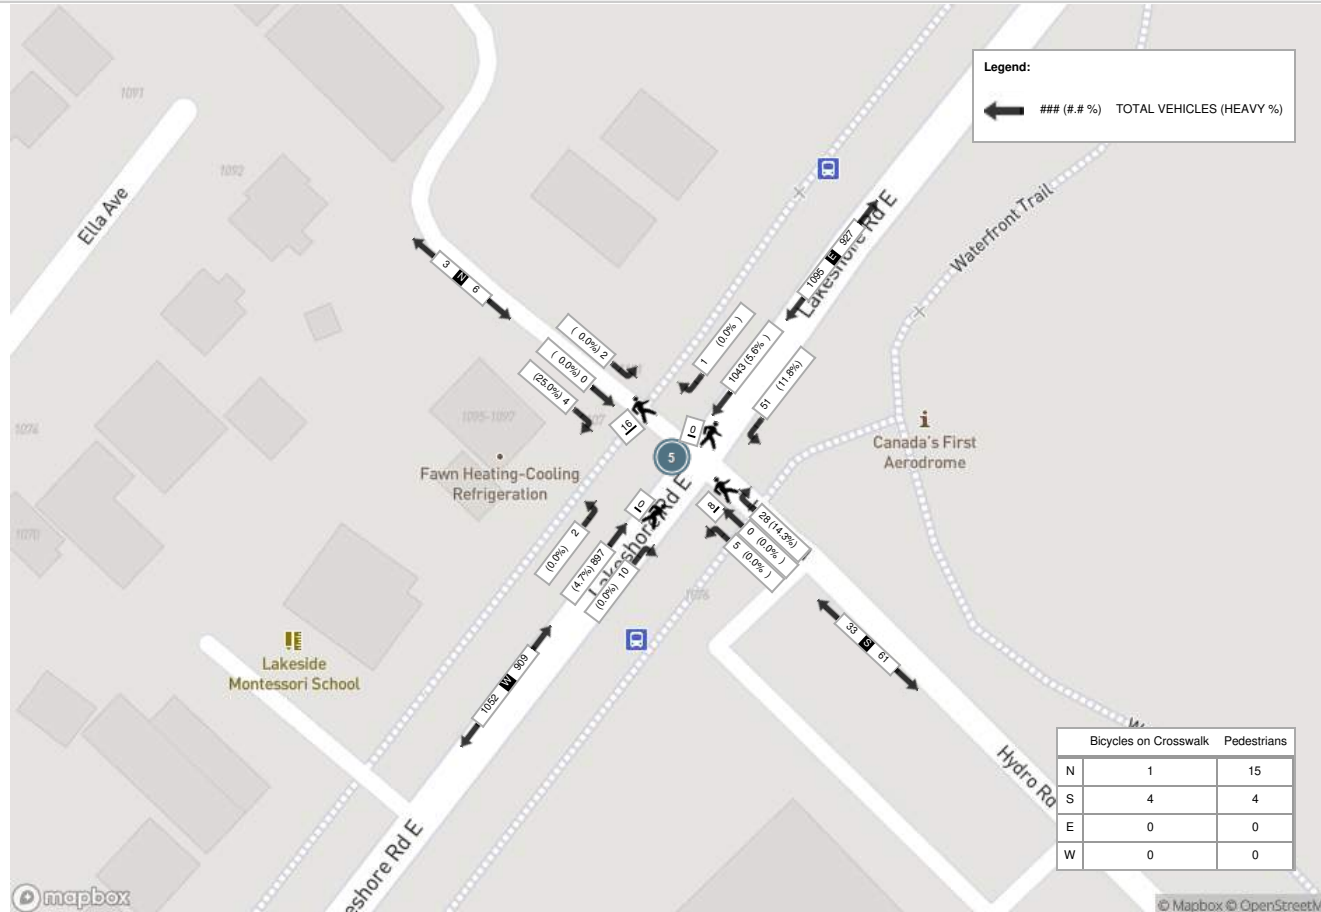 Legend:
### (#.# %) TOTAL VEHICLES (HEAVY %)
1091
1092
Ella Ave
Lakeshore Rd E
Waterfront Trail
927
E
1095
3
N
6
( 0.0%) 2
( 0.0%) 0
(25.0%) 4
1 (0.0% )
1043 (5.6% )
51 (11.8%)
1074
1095-1097
07
16
0
5
i
Canada's First
Aerodrome
Fawn Heating-Cooling
Refrigeration
Lakeshore Rd E
0
8
28 (14.3%)
0 (0.0% )
5 (0.0% )
(0.0%) 2
(4.7%) 897
(0.0%) 10
1070
1076
Lakeside
Montessori School
909
W
1052
33
S
61
W
Hydro Rd
Bicycles on Crosswalk Pedestrians
N 1 15
S 4 4
E 0 0
W 0 0
eshore Rd E
mapbox
© Mapbox © OpenStreetM